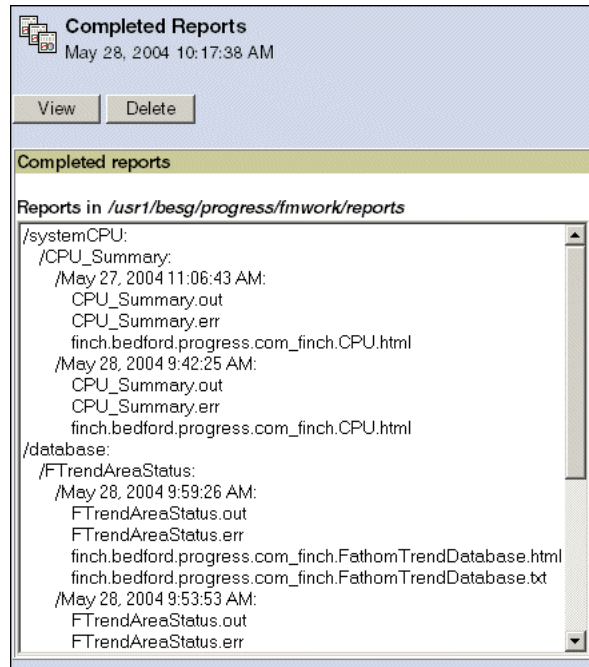 Completed Reports
May 28, 2004 10:17:38 AM
View Delete
Completed reports
Reports in /usr1/besg/progress/fmwork/reports
/systemCPU:
/CPU_Summary:
/May 27, 2004 11:06:43 AM:
CPU_Summary.out
CPU_Summary.err
finch.bedford.progress.com_finch.CPU.html
/May 28, 2004 9:42:25 AM:
CPU_Summary.out
CPU_Summary.err
finch.bedford.progress.com_finch.CPU.html
/database:
/FTrendAreaStatus:
/May 28, 2004 9:59:26 AM:
FTrendAreaStatus.out
FTrendAreaStatus.err
finch.bedford.progress.com_finch.FathomTrendDatabase.html
finch.bedford.progress.com_finch.FathomTrendDatabase.txt
/May 28, 2004 9:53:53 AM:
FTrendAreaStatus.out
FTrendAreaStatus.err